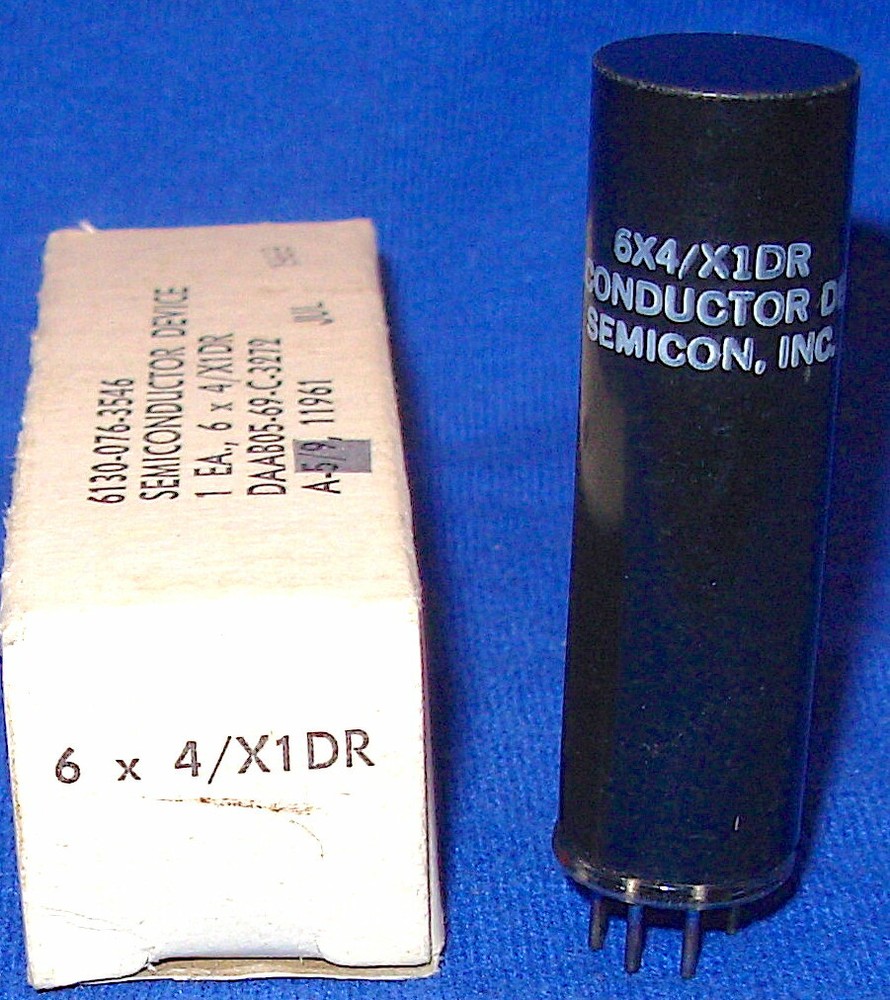 6130-076-3546
SEMICONDUCTOR DEVICE
1 EA., 6 x 4/X1DR
DAAB05-69-C-3272
A-5/9, 11961 JUL
6 x 4/X1DR
6X4/X1DR
CONDUCTOR D
SEMICON, INC.